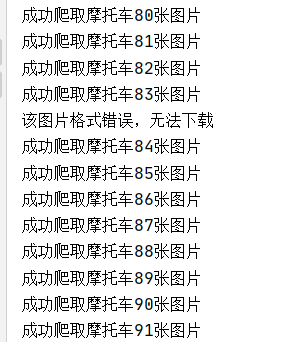 成功爬取摩托车80张图片
成功爬取摩托车81张图片
成功爬取摩托车82张图片
成功爬取摩托车83张图片
该图片格式错误，无法下载
成功爬取摩托车84张图片
成功爬取摩托车85张图片
成功爬取摩托车86张图片
成功爬取摩托车87张图片
成功爬取摩托车88张图片
成功爬取摩托车89张图片
成功爬取摩托车90张图片
成功爬取摩托车91张图片